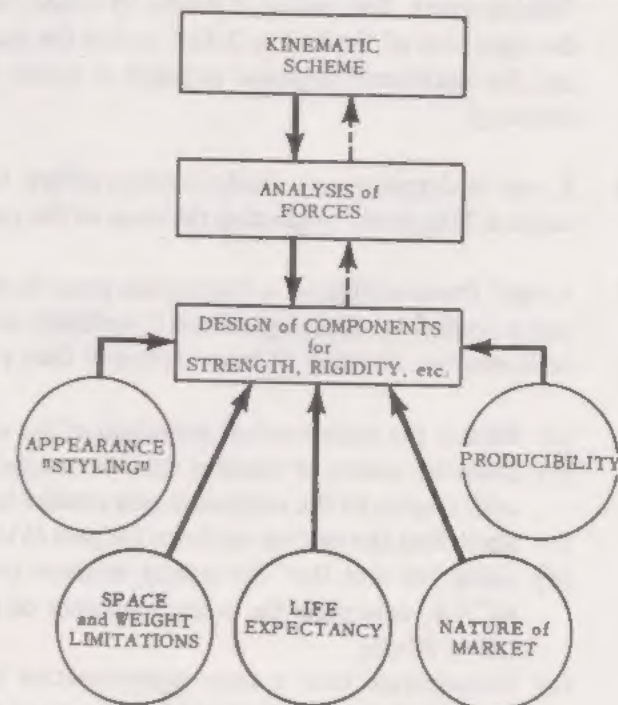 KINEMATIC
SCHEME
ANALYSIS of
FORCES
DESIGN of COMPONENTS
for
STRENGTH, RIGIDITY, etc.
APPEARANCE
"STYLING"
PRODUCIBILITY
SPACE
and WEIGHT
LIMITATIONS
LIFE
EXPECTANCY
NATURE of
MARKET